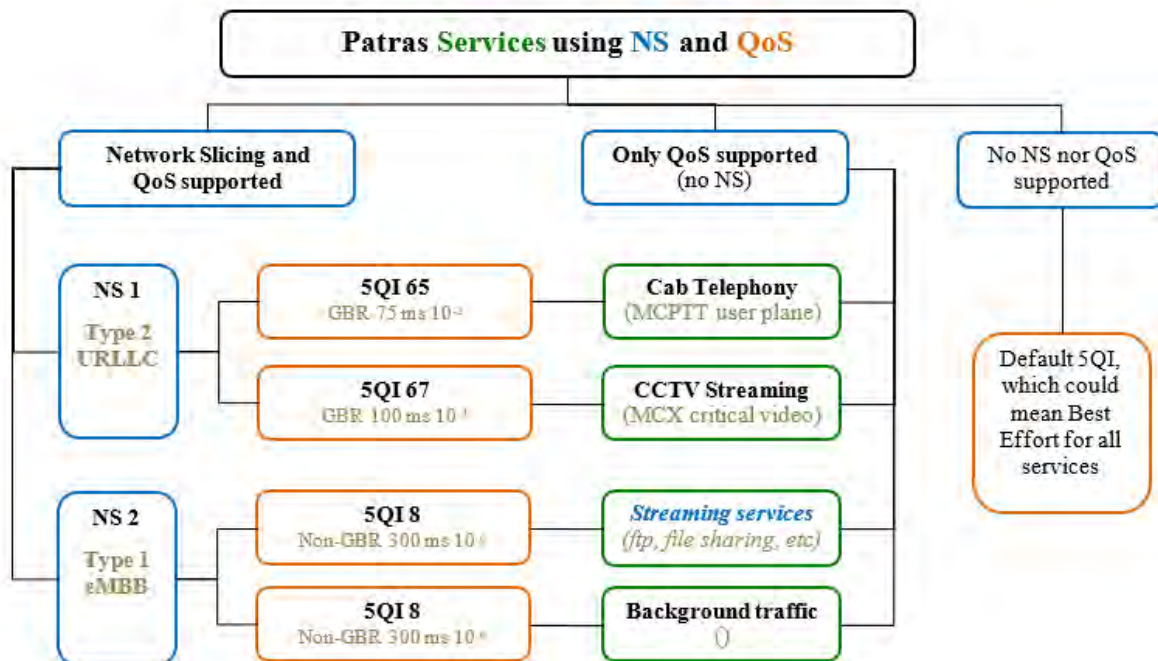 Patras Services using NS and QoS
Network Slicing and
QoS supported
Only QoS supported
(no NS)
No NS nor QoS
supported
NS 1
Type 2
URLLC
5QI 65
GBR 75 ms
Cab Telephony
(MCPTT user plane)
5QI 67
GBR 100 ms
CCTV Streaming
(MCX critical video)
Default 5QI,
which could
mean Best
Effort for all
services
NS 2
Type 1
eMBB
5QI 8
Non-GBR 300 ms
Streaming services
(ftp, file sharing, etc)
5QI 8
Non-GBR 300 ms
Background traffic
()